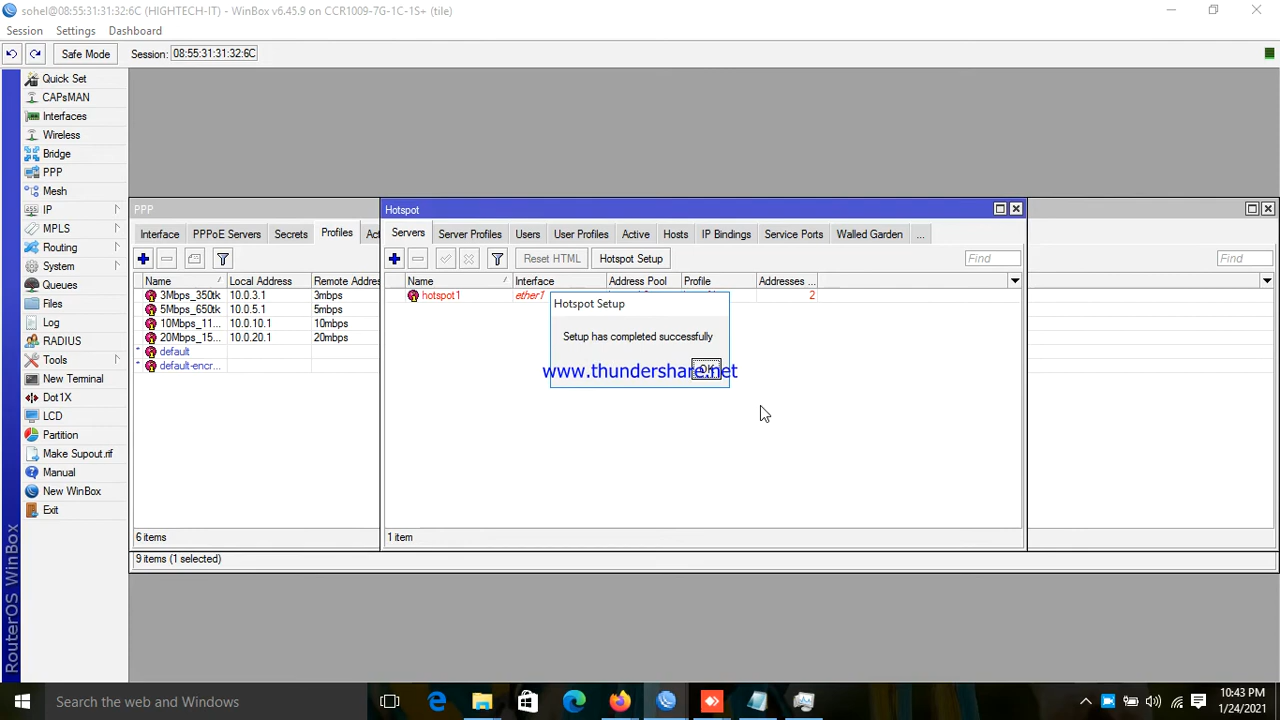 sohel@08:55:31:31:32:6C (HIGHTECH-IT) - WinBox v6.45.9 on CCR1009-7G-1C-1S+ (tile)
Session Settings Dashboard
Safe Mode Session: 08:55:31:31:32:6C
Quick Set
CAPsMAN
Interfaces
Wireless
Bridge
PPP
Mesh
IP
MPLS
Routing
System
Queues
Files
Log
RADIUS
Tools
New Terminal
Dot1X
LCD
Partition
Make Supout.rif
Manual
New WinBox
Exit
RouterOS WinBox
PPP
Interface PPPoE Servers Secrets Profiles
Name Local Address Remote Addres
3Mbps_350tk 10.0.3.1 3mbps
5Mbps_650tk 10.0.5.1 5mbps
10Mbps_11... 10.0.10.1 10mbps
20Mbps_15... 10.0.20.1 20mbps
* default
* default-encr...
6 items
9 items (1 selected)
Hotspot
Servers Server Profiles Users User Profiles Active Hosts IP Bindings Service Ports Walled Garden ...
Reset HTML Hotspot Setup Find
Name Interface Address Pool Profile Addresses ...
hotspot1 ether1 2
1 item
Hotspot Setup
Setup has completed successfully
OK
www.thundershare.net
Find
Search the web and Windows
10:43 PM
1/24/2021